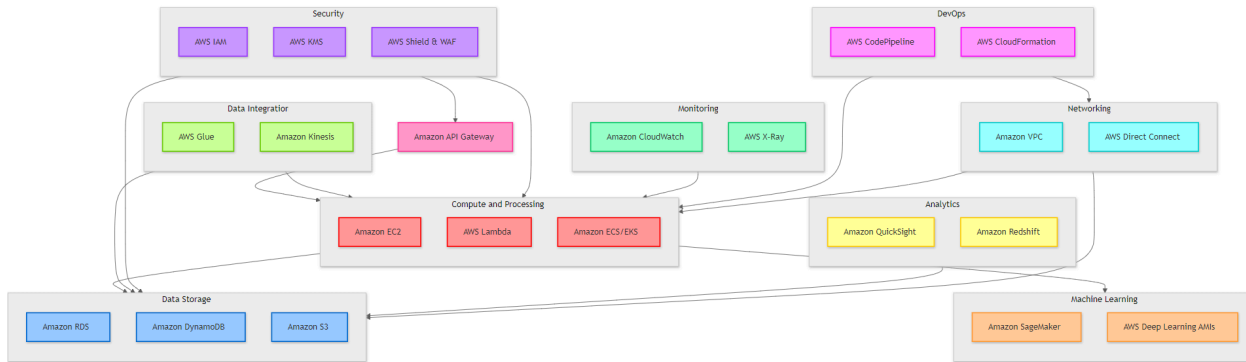 Security
AWS IAM
AWS KMS
AWS Shield & WAF
DevOps
AWS CodePipeline
AWS CloudFormation
Data Integratior
AWS Glue
Amazon Kinesis
Amazon API Gateway
Monitoring
Amazon CloudWatch
AWS X-Ray
Networking
Amazon VPC
AWS Direct Connect
Compute and Processing
Amazon EC2
AWS Lambda
Amazon ECS/EKS
Analytics
Amazon QuickSight
Amazon Redshift
Data Storage
Amazon RDS
Amazon DynamoDB
Amazon S3
Machine Learning
Amazon SageMaker
AWS Deep Learning AMIs